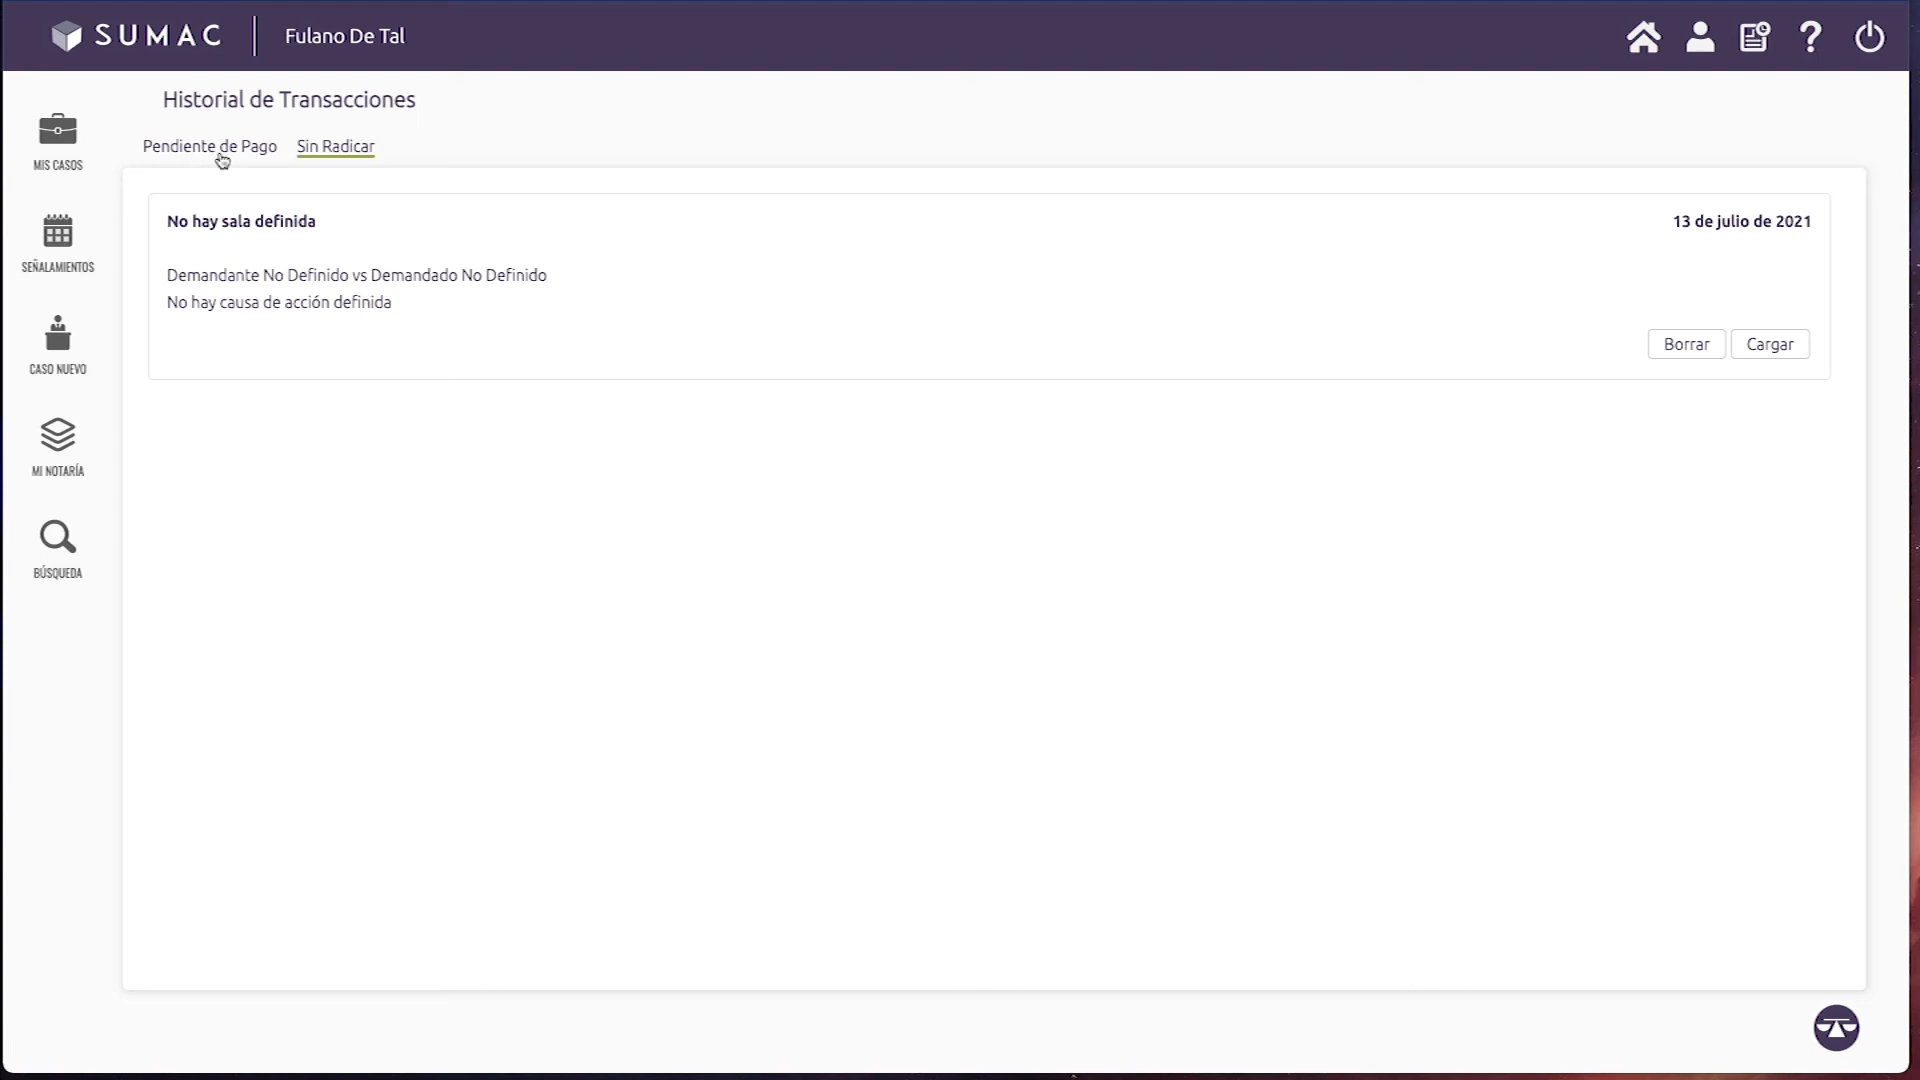 SUMAC
Fulano De Tal
Historial de Transacciones
Pendiente de Pago
Sin Radicar
MIS CASOS
SEÑALAMIENTOS
CASO NUEVO
MI NOTARÍA
BÚSQUEDA
No hay sala definida
13 de julio de 2021
Demandante No Definido vs Demandado No Definido
No hay causa de acción definida
Borrar
Cargar